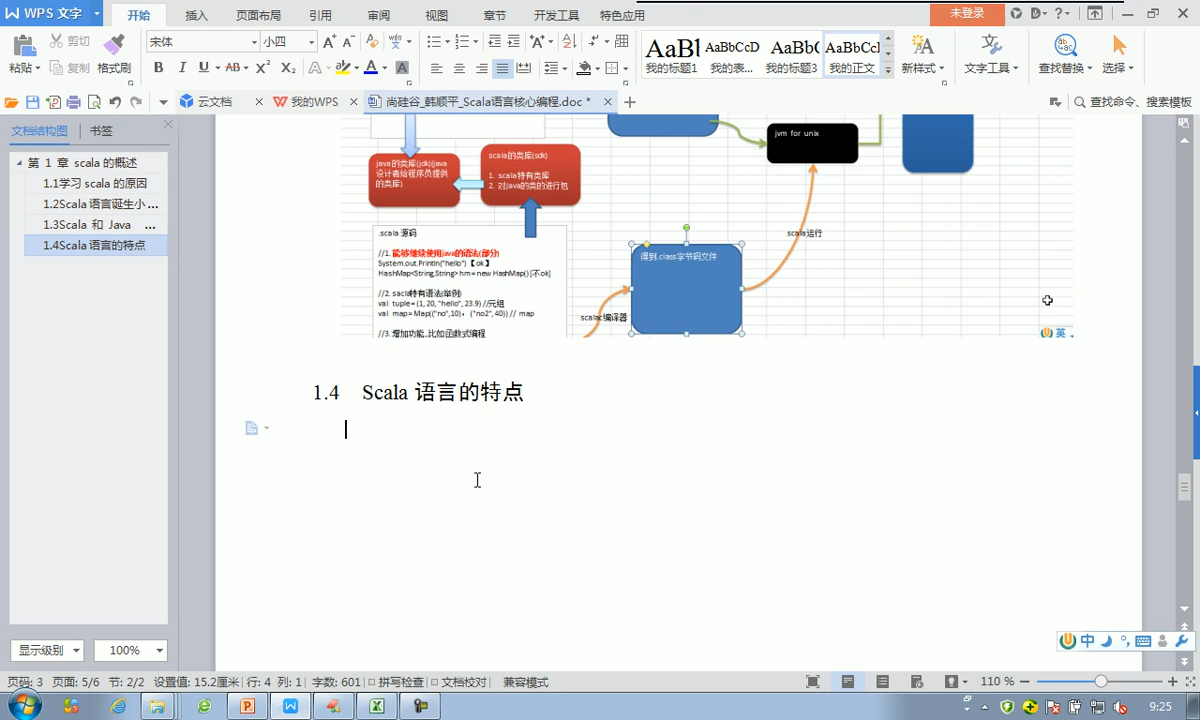 WPS 文字
开始
插入
页面布局
引用
审阅
视图
章节
开发工具
特色应用
未登录
粘贴
剪切
复制
格式刷
宋体
小四
B I U AB X² X₂
AaBl
我的标题1
AaBbCcD
我的表...
AaBb(
我的标题3
AaBbCcl
我的正文
新样式
文字工具
查找替换
选择
云文档
我的WPS
尚硅谷_韩顺平_Scala语言核心编程.doc *
查找命令、搜索模板
文档结构图
书签
第 1 章 scala 的概述
1.1学习 scala 的原因
1.2Scala 语言诞生小...
1.3Scala 和 Java ...
1.4Scala 语言的特点
java的类库(jdk)(java
设计者给程序员提供
的类库)
scala的类库(sdk)
1. scala特有类库
2. 对java的类的进行包
jvm for unix
scala运行
.scala 源码
//1. 能够继续使用java的语法(部分)
System.out.Println("hello")【ok】
HashMap<String,String> hm = new HashMap() [不ok]
//2. sacla特有语法(举例)
val tuple = (1, 20, "hello", 23.9) //元组
val map = Map(("no",10), ("no2", 40)) // map
//3. 增加功能..比如函数式编程
得到.class字节码文件
scalac编译器
英
1.4 Scala 语言的特点
中
显示级别
100%
页码: 3 页面: 5/6 节: 2/2 设置值: 15.2厘米 行: 4 列: 1 字数: 601 拼写检查 文档校对 兼容模式
110 %
9:25